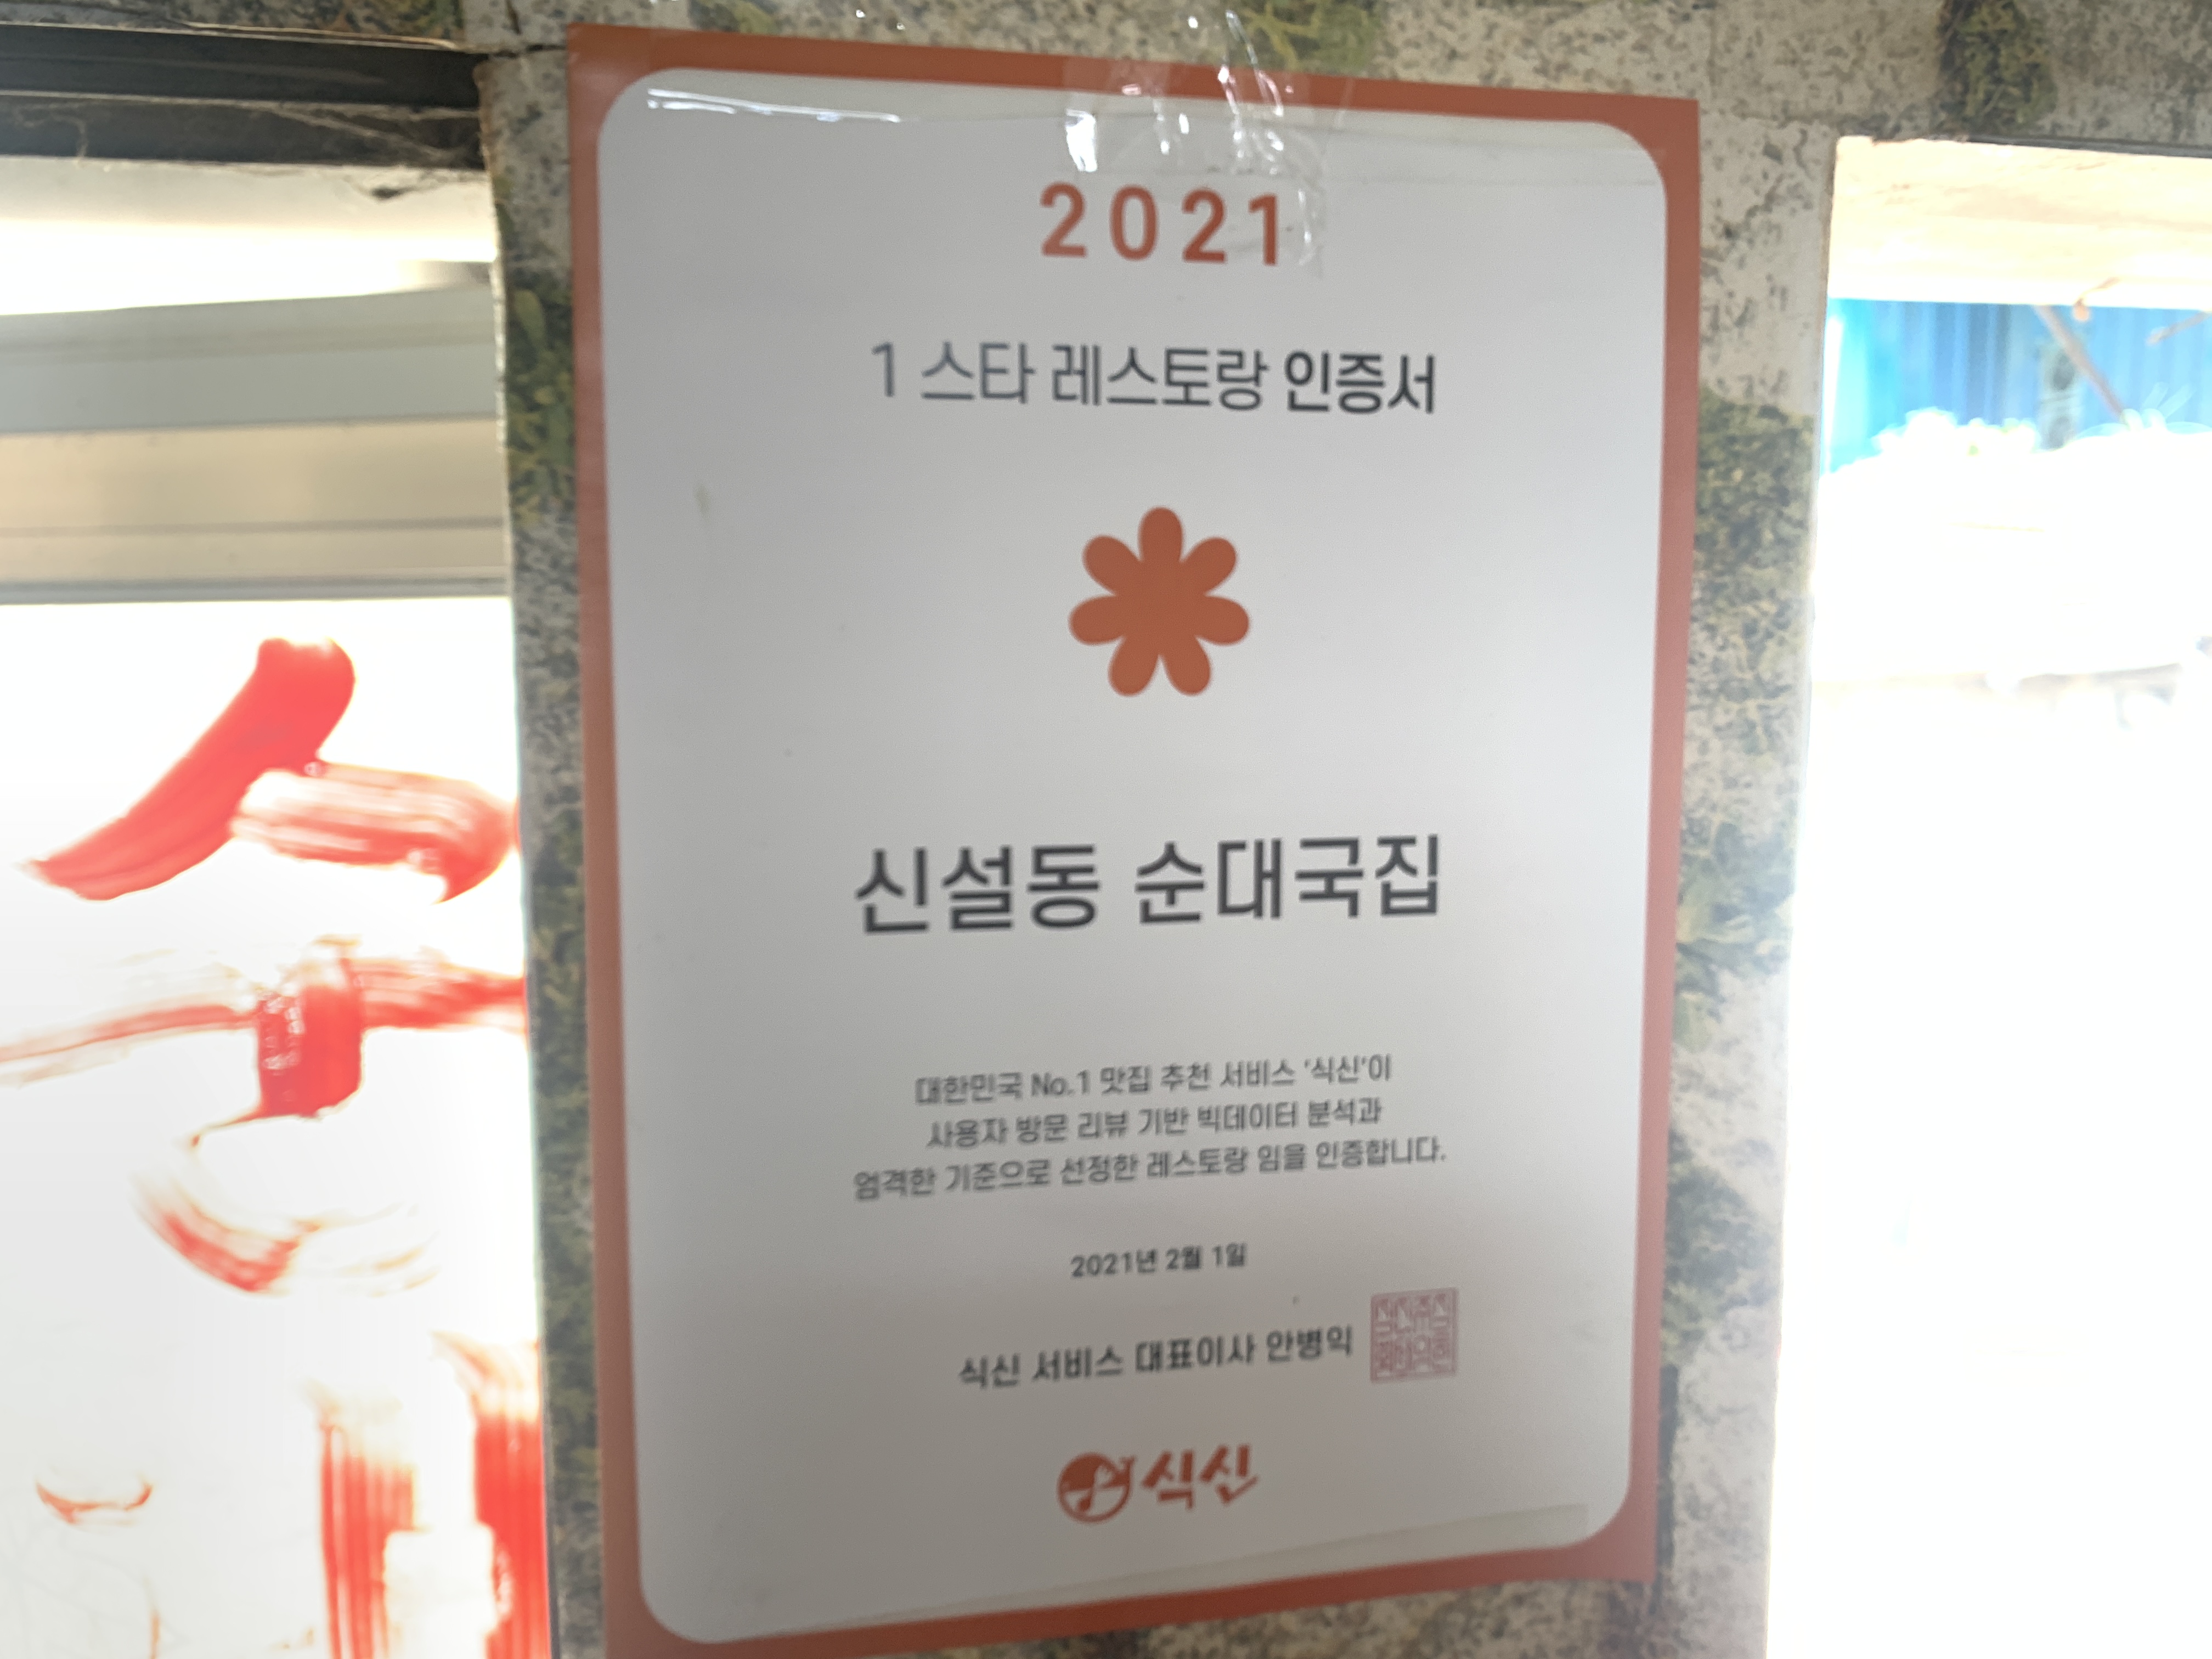 2021
1 스타 레스토랑 인증서
신설동 순대국집
대한민국 No.1 맛집 추천 서비스 '식신'이
사용자 방문 리뷰 기반 빅데이터 분석과
엄격한 기준으로 선정한 레스토랑 임을 인증합니다.
2021년 2월 1일
식신 서비스 대표이사 안병익
식신